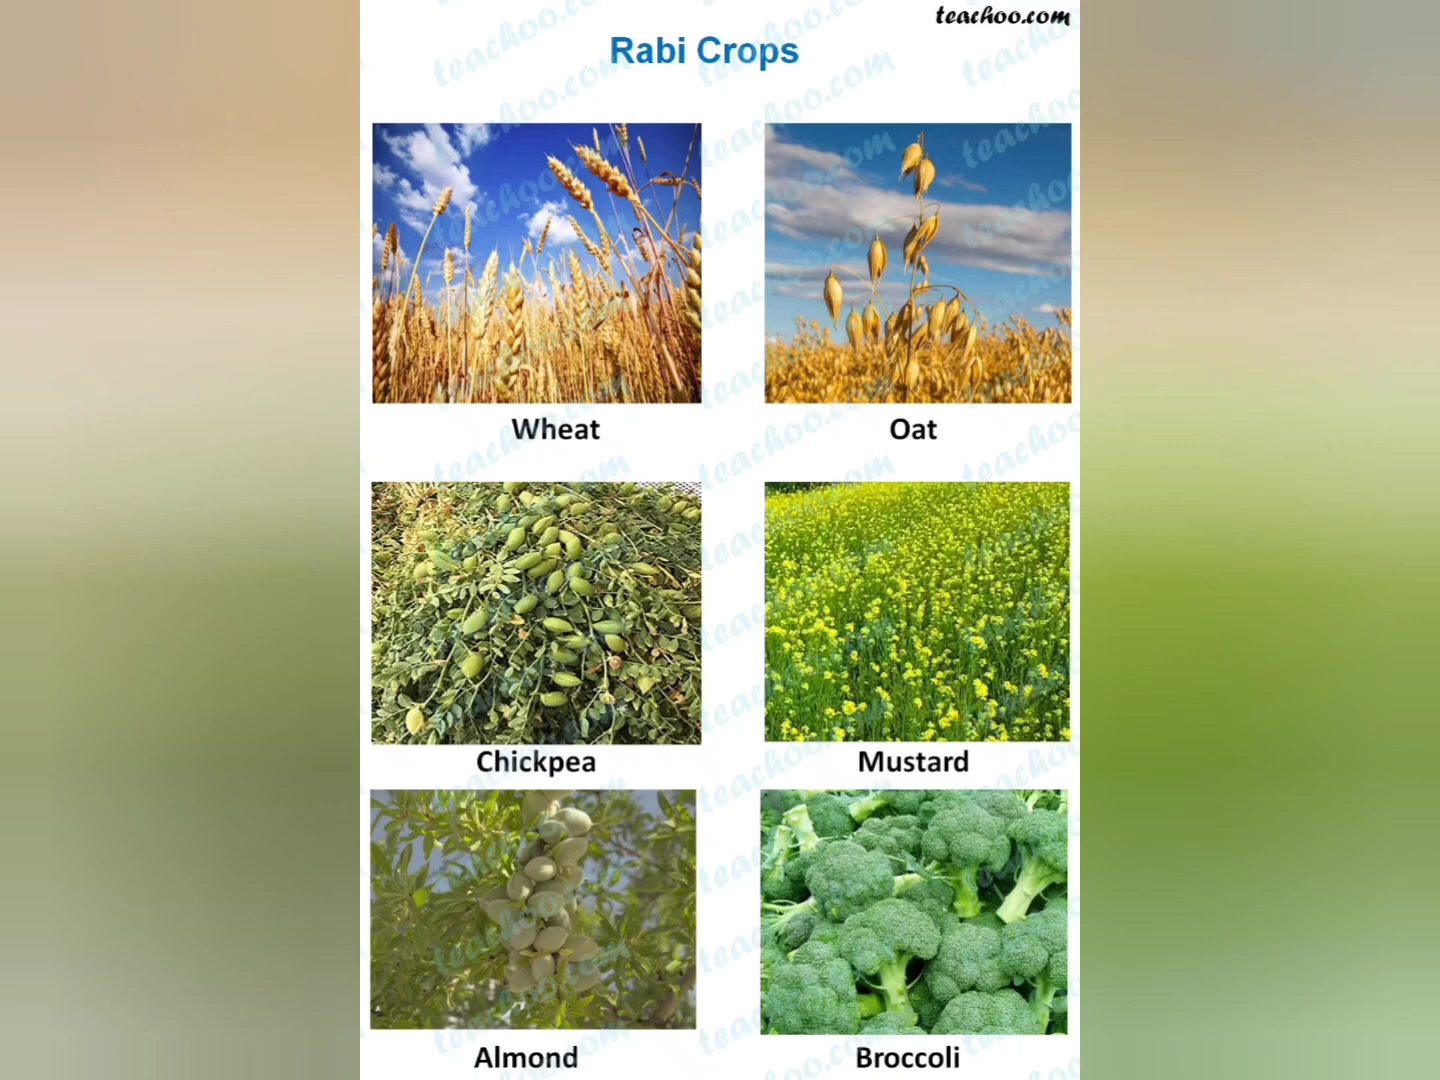 teachoo.com
Rabi Crops
Wheat
Oat
Chickpea
Mustard
Almond
Broccoli